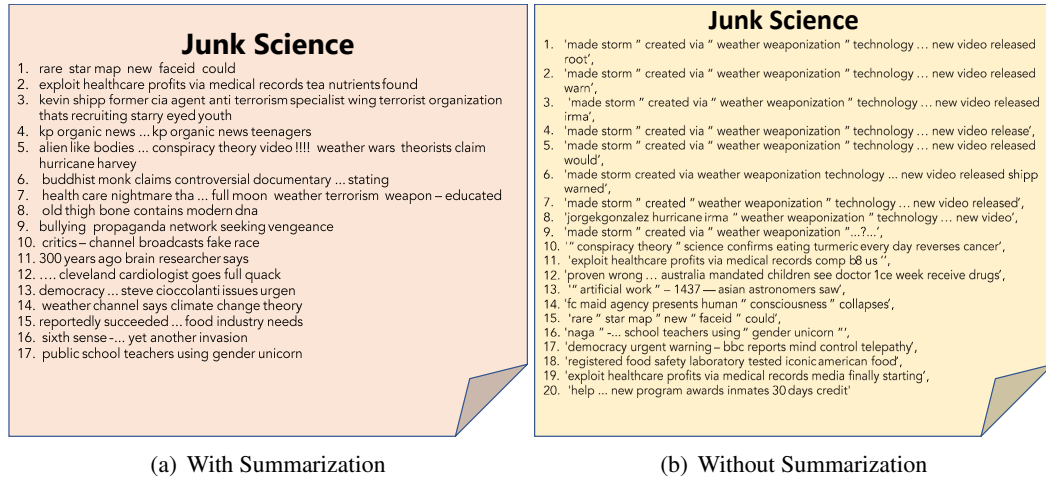 Junk Science
1. rare star map new faceid could
2. exploit healthcare profits via medical records tea nutrients found
3. kevin shipp former cia agent anti terrorism specialist wing terrorist organization
thats recruiting starry eyed youth
4. kp organic news ... kp organic news teenagers
5. alien like bodies ... conspiracy theory video !!!! weather wars theorists claim
hurricane harvey
6. buddhist monk claims controversial documentary ... stating
7. health care nightmare tha ... full moon weather terrorism weapon – educated
8. old thigh bone contains modern dna
9. bullying propaganda network seeking vengeance
10. critics – channel broadcasts fake race
11. 300 years ago brain researcher says
12. .... cleveland cardiologist goes full quack
13. democracy ... steve cioccolanti issues urgen
14. weather channel says climate change theory
15. reportedly succeeded ... food industry needs
16. sixth sense -... yet another invasion
17. public school teachers using gender unicorn
(a) With Summarization
Junk Science
1. 'made storm " created via " weather weaponization " technology ... new video released
root',
2. 'made storm " created via " weather weaponization " technology ... new video released
warn',
3. 'made storm " created via " weather weaponization " technology ... new video released
irma',
4. 'made storm " created via " weather weaponization " technology ... new video release',
5. 'made storm " created via " weather weaponization " technology ... new video released
would',
6. 'made storm created via weather weaponization technology ... new video released shipp
warned',
7. 'made storm " created " weather weaponization " technology ... new video released',
8. 'jorgekgonzalez hurricane irma " weather weaponization " technology ... new video',
9. 'made storm " created via " weather weaponization "...?...',
10. '" conspiracy theory " science confirms eating turmeric every day reverses cancer',
11. 'exploit healthcare profits via medical records comp b8 us "',
12. 'proven wrong ... australia mandated children see doctor 1ce week receive drugs',
13. '" artificial work " – 1437 — asian astronomers saw',
14. 'fc maid agency presents human " consciousness " collapses',
15. 'rare " star map " new " faceid " could',
16. 'naga " -... school teachers using " gender unicorn "',
17. 'democracy urgent warning – bbc reports mind control telepathy',
18. 'registered food safety laboratory tested iconic american food',
19. 'exploit healthcare profits via medical records media finally starting',
20. 'help ... new program awards inmates 30 days credit'
(b) Without Summarization